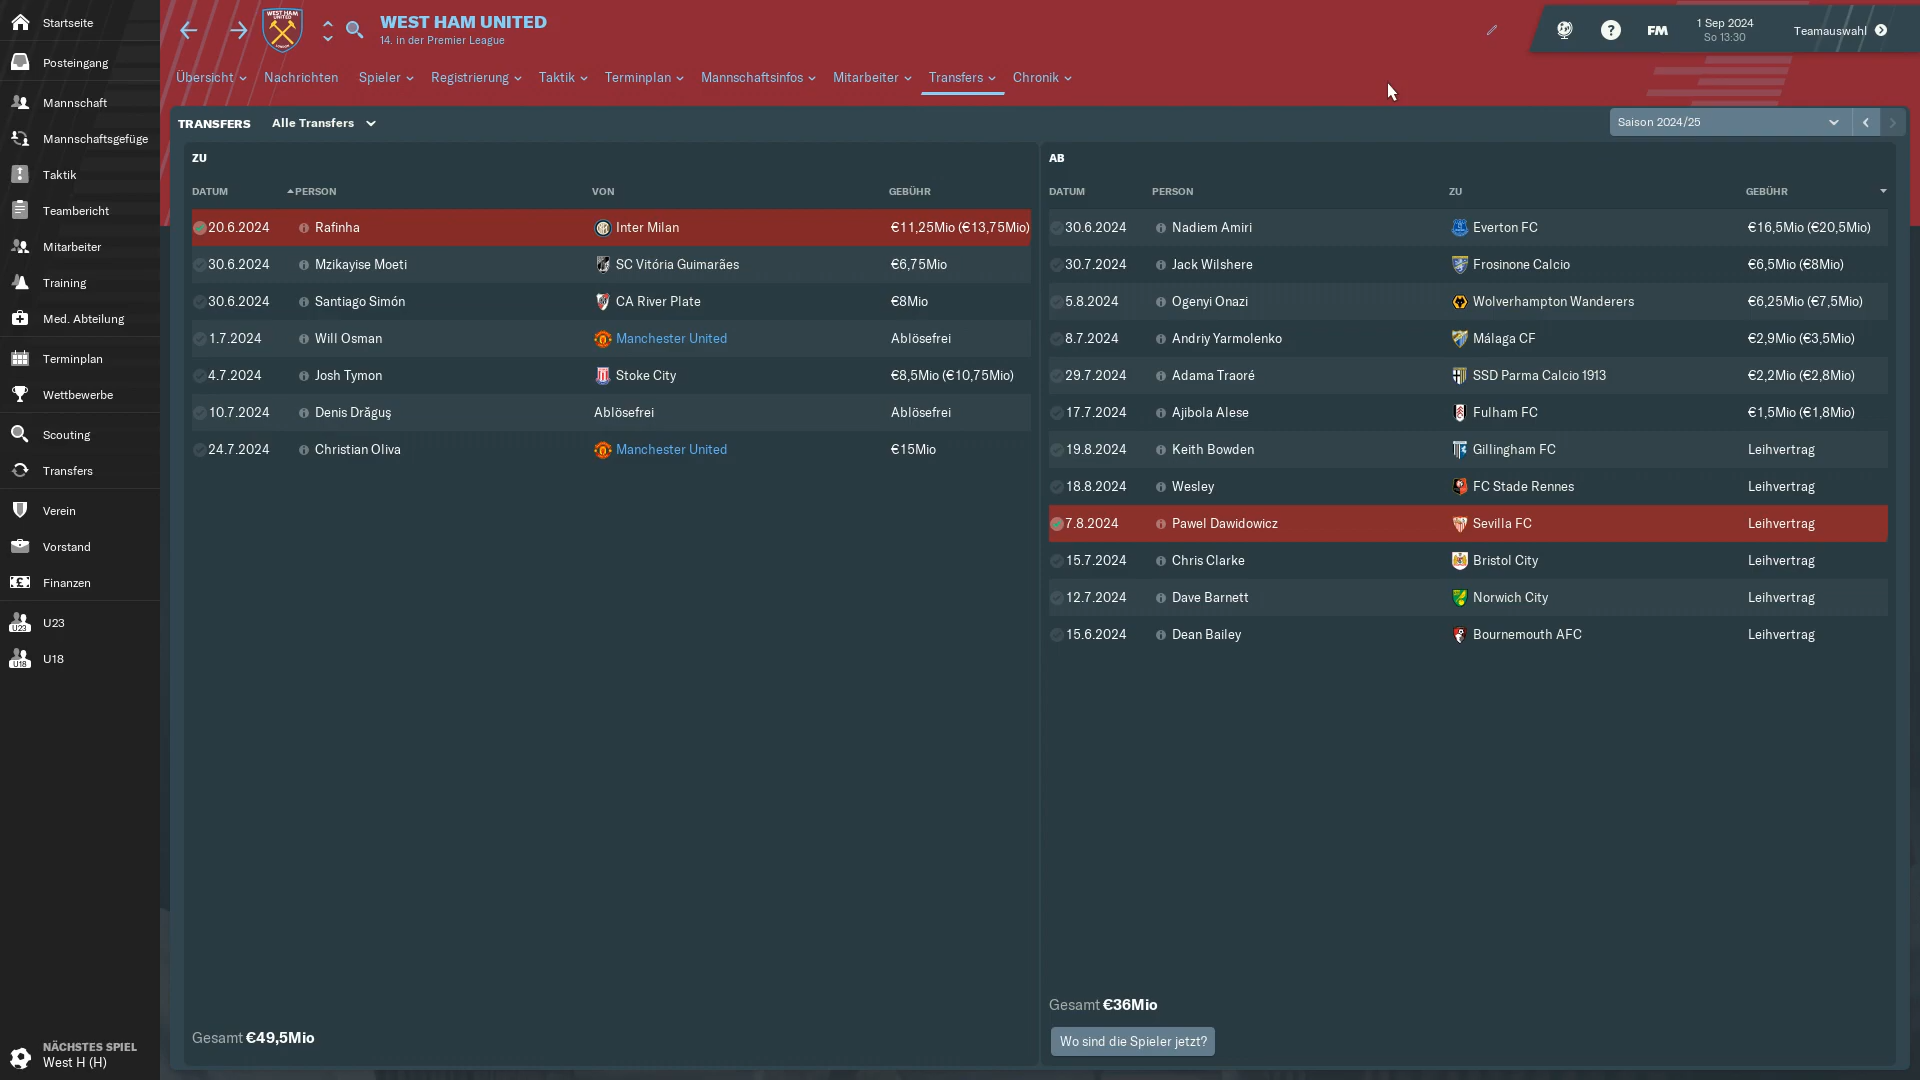 Startseite
Posteingang
Mannschaft
Mannschaftsgefüge
Taktik
Teambericht
Mitarbeiter
Training
Med. Abteilung
Terminplan
Wettbewerbe
Scouting
Transfers
Verein
Vorstand
Finanzen
U23
U23
U18
U18
NÄCHSTES SPIEL
West H (H)
WEST HAM UNITED
14. in der Premier League
FM
1 Sep 2024
So 13:30
Teamauswahl
Übersicht Nachrichten Spieler Registrierung Taktik Terminplan Mannschaftsinfos Mitarbeiter Transfers Chronik
TRANSFERS Alle Transfers
Saison 2024/25
ZU
DATUM PERSON VON GEBÜHR
20.6.2024 Rafinha Inter Milan €11,25Mio (€13,75Mio)
30.6.2024 Mzikayise Moeti SC Vitória Guimarães €6,75Mio
30.6.2024 Santiago Simón CA River Plate €8Mio
1.7.2024 Will Osman Manchester United Ablösefrei
4.7.2024 Josh Tymon Stoke City €8,5Mio (€10,75Mio)
10.7.2024 Denis Drăguş Ablösefrei Ablösefrei
24.7.2024 Christian Oliva Manchester United €15Mio
Gesamt €49,5Mio
AB
DATUM PERSON ZU GEBÜHR
30.6.2024 Nadiem Amiri Everton FC €16,5Mio (€20,5Mio)
30.7.2024 Jack Wilshere Frosinone Calcio €6,5Mio (€8Mio)
5.8.2024 Ogenyi Onazi Wolverhampton Wanderers €6,25Mio (€7,5Mio)
8.7.2024 Andriy Yarmolenko Málaga CF €2,9Mio (€3,5Mio)
29.7.2024 Adama Traoré SSD Parma Calcio 1913 €2,2Mio (€2,8Mio)
17.7.2024 Ajibola Alese Fulham FC €1,5Mio (€1,8Mio)
19.8.2024 Keith Bowden Gillingham FC Leihvertrag
18.8.2024 Wesley FC Stade Rennes Leihvertrag
7.8.2024 Pawel Dawidowicz Sevilla FC Leihvertrag
15.7.2024 Chris Clarke Bristol City Leihvertrag
12.7.2024 Dave Barnett Norwich City Leihvertrag
15.6.2024 Dean Bailey Bournemouth AFC Leihvertrag
Gesamt €36Mio
Wo sind die Spieler jetzt?